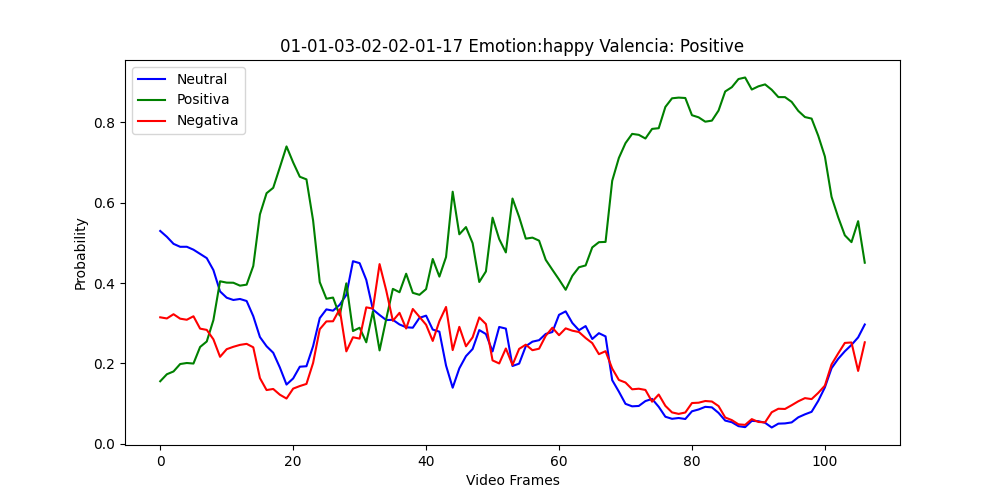 01-01-03-02-02-01-17 Emotion:happy Valencia: Positive
Neutral
Positiva
Negativa
Probability
0.8
0.6
0.4
0.2
0.0
0 20 40 60 80 100
Video Frames